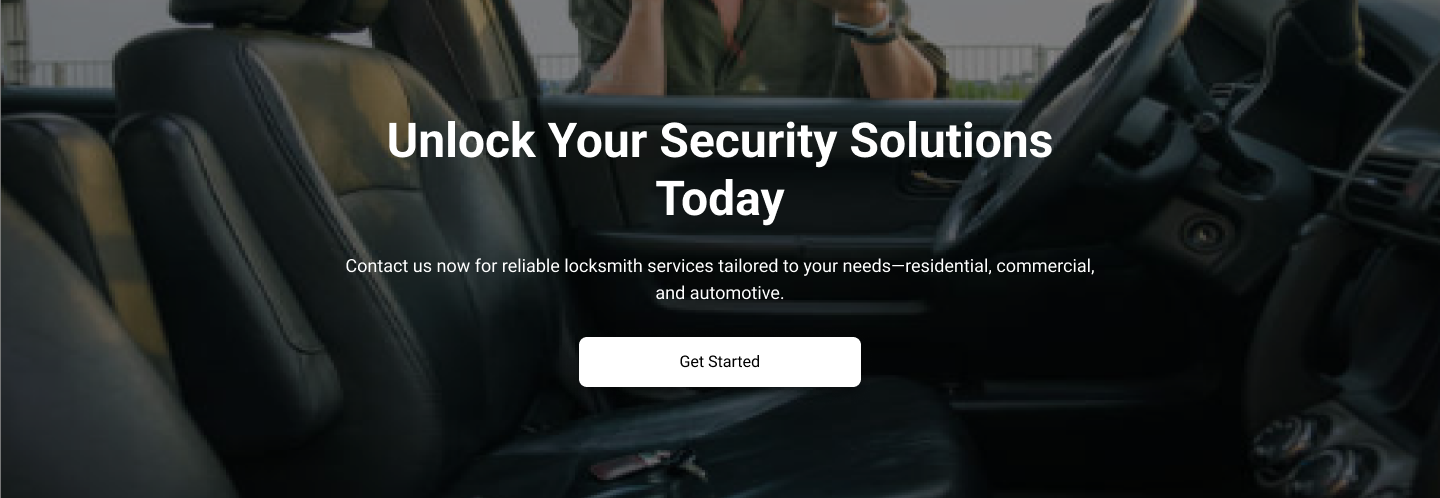 Unlock Your Security Solutions
Today
Contact us now for reliable locksmith services tailored to your needs—residential, commercial,
and automotive.
Get Started